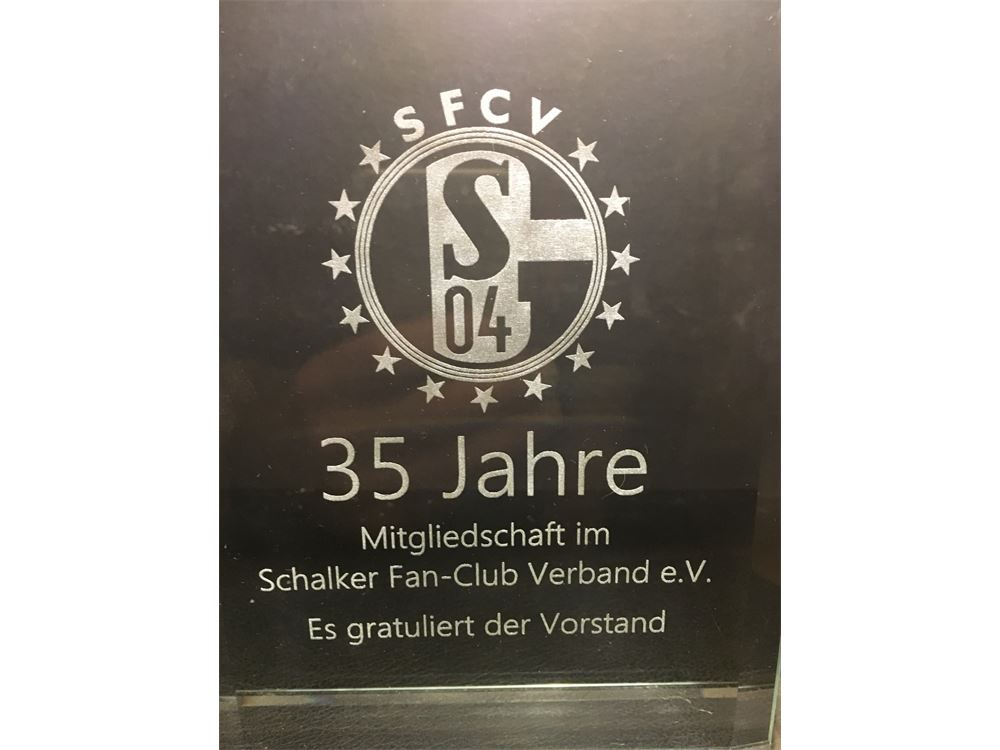 SFCV
S
04
35 Jahre
Mitgliedschaft im
Schalker Fan-Club Verband e.V.
Es gratuliert der Vorstand